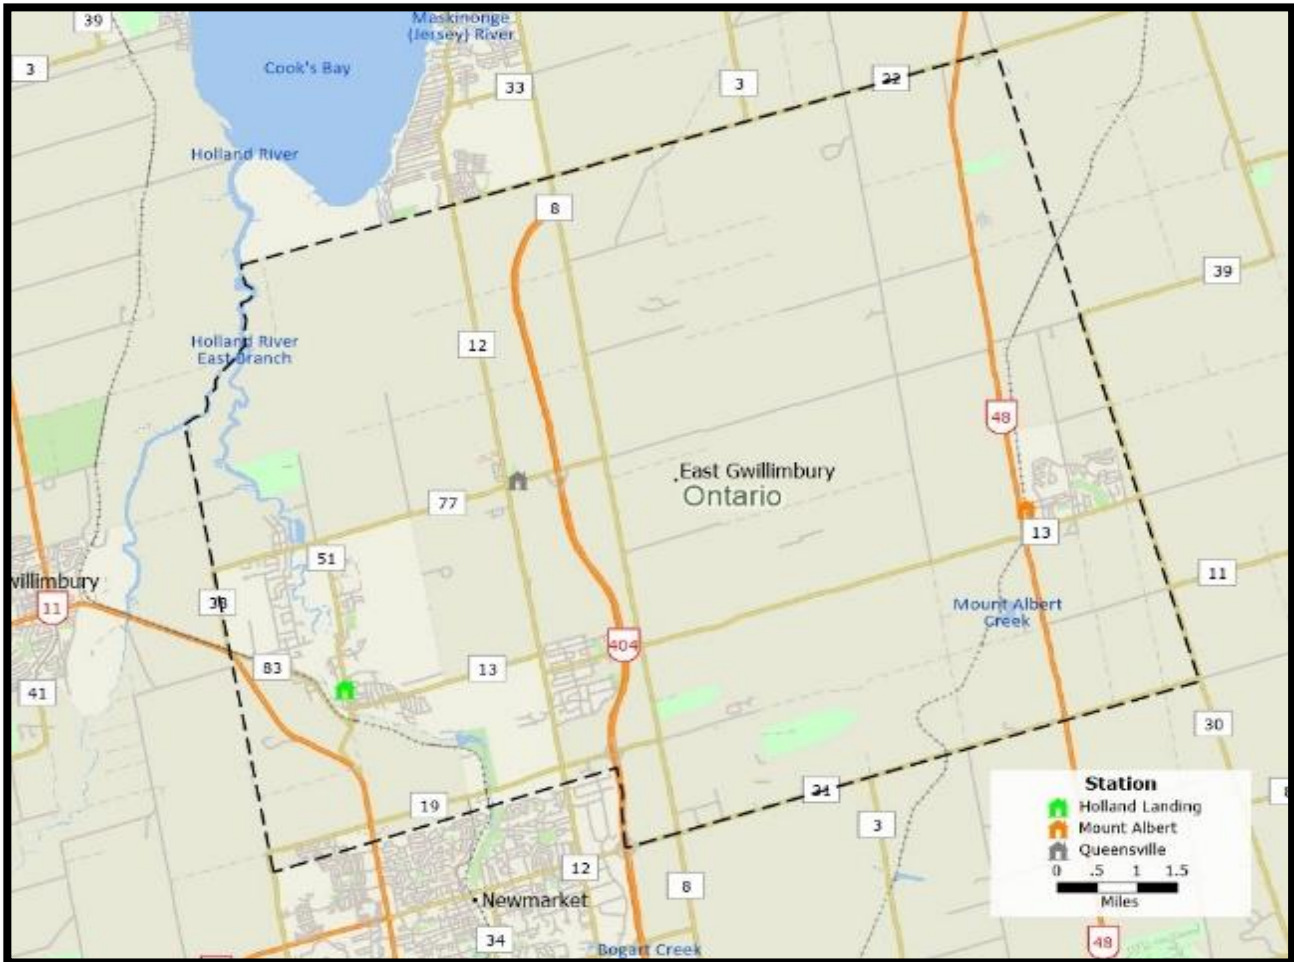 39
Maskinonge
(Jersey) River
3
Cook's Bay
33
3
22
Holland River
8
39
Holland River
East Branch
12
48
East Gwillimbury
Ontario
77
13
51
11
willimbury
38
11
Mount Albert
Creek
404
83
13
41
30
Station
Holland Landing
Mount Albert
Queensville
0 .5 1 1.5
Miles
31
19
3
12
8
Newmarket
34
Bogart Creek
48